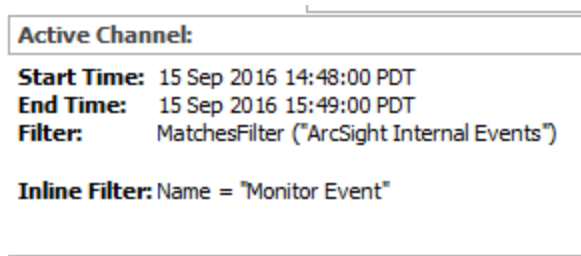 Active Channel:
Start Time: 15 Sep 2016 14:48:00 PDT
End Time: 15 Sep 2016 15:49:00 PDT
Filter: MatchesFilter ("ArcSight Internal Events")
Inline Filter: Name = "Monitor Event"